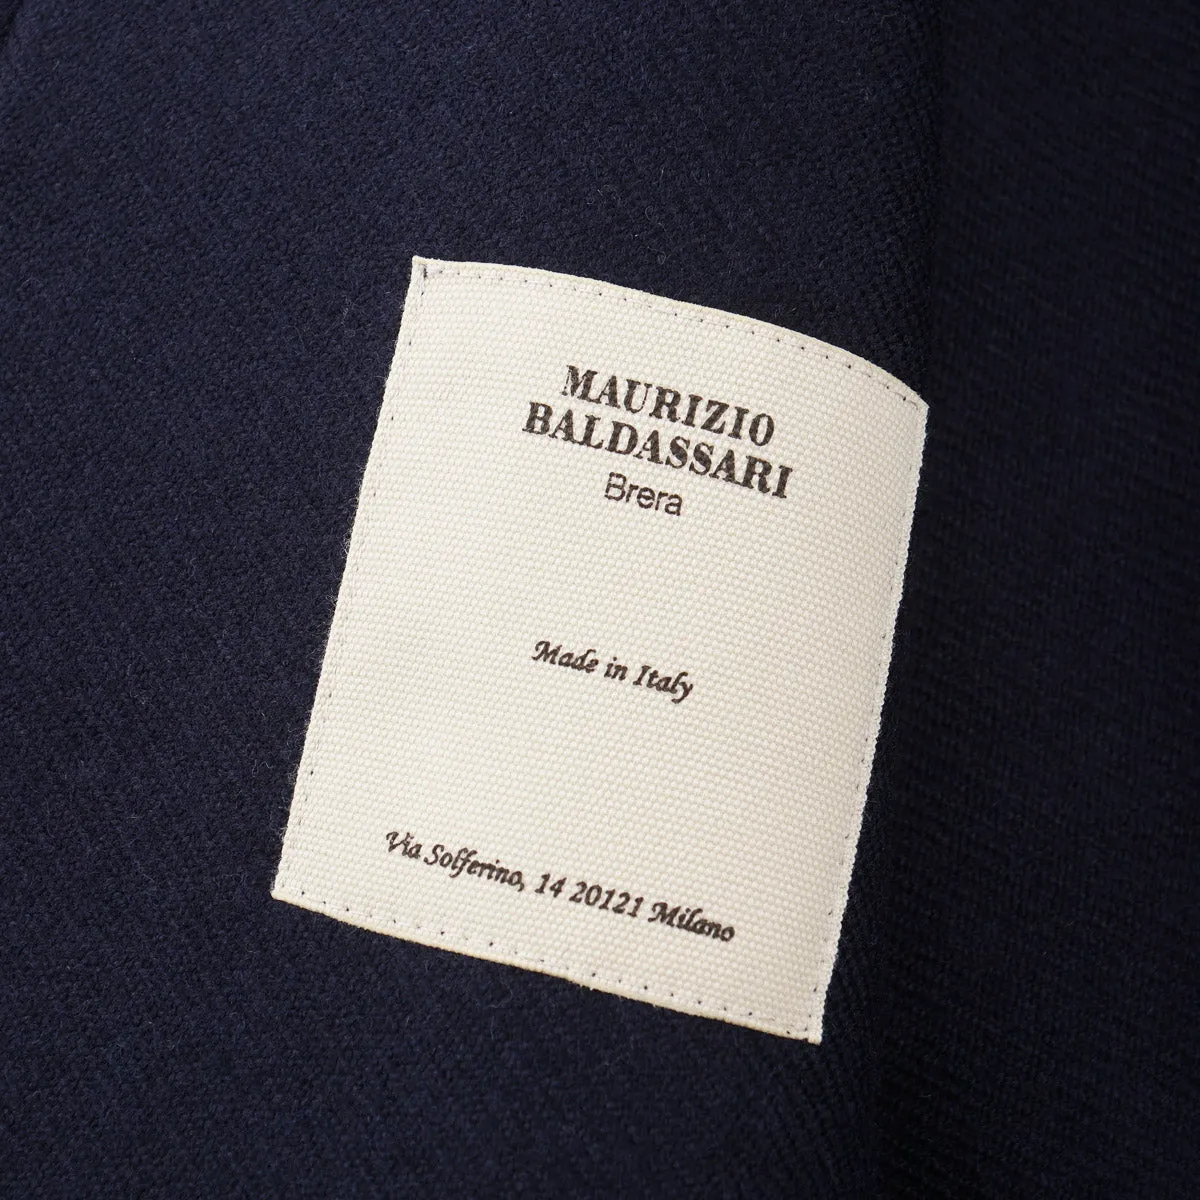 MAURIZIO
BALDASSARI
Brera
Made in Italy
Via Solferino, 14 20121 Milano